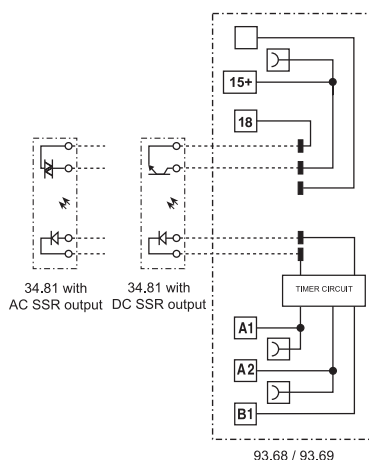 15+
18
TIMER CIRCUIT
A1
A2
B1
34.81 with
AC SSR output
34.81 with
DC SSR output
93.68 / 93.69